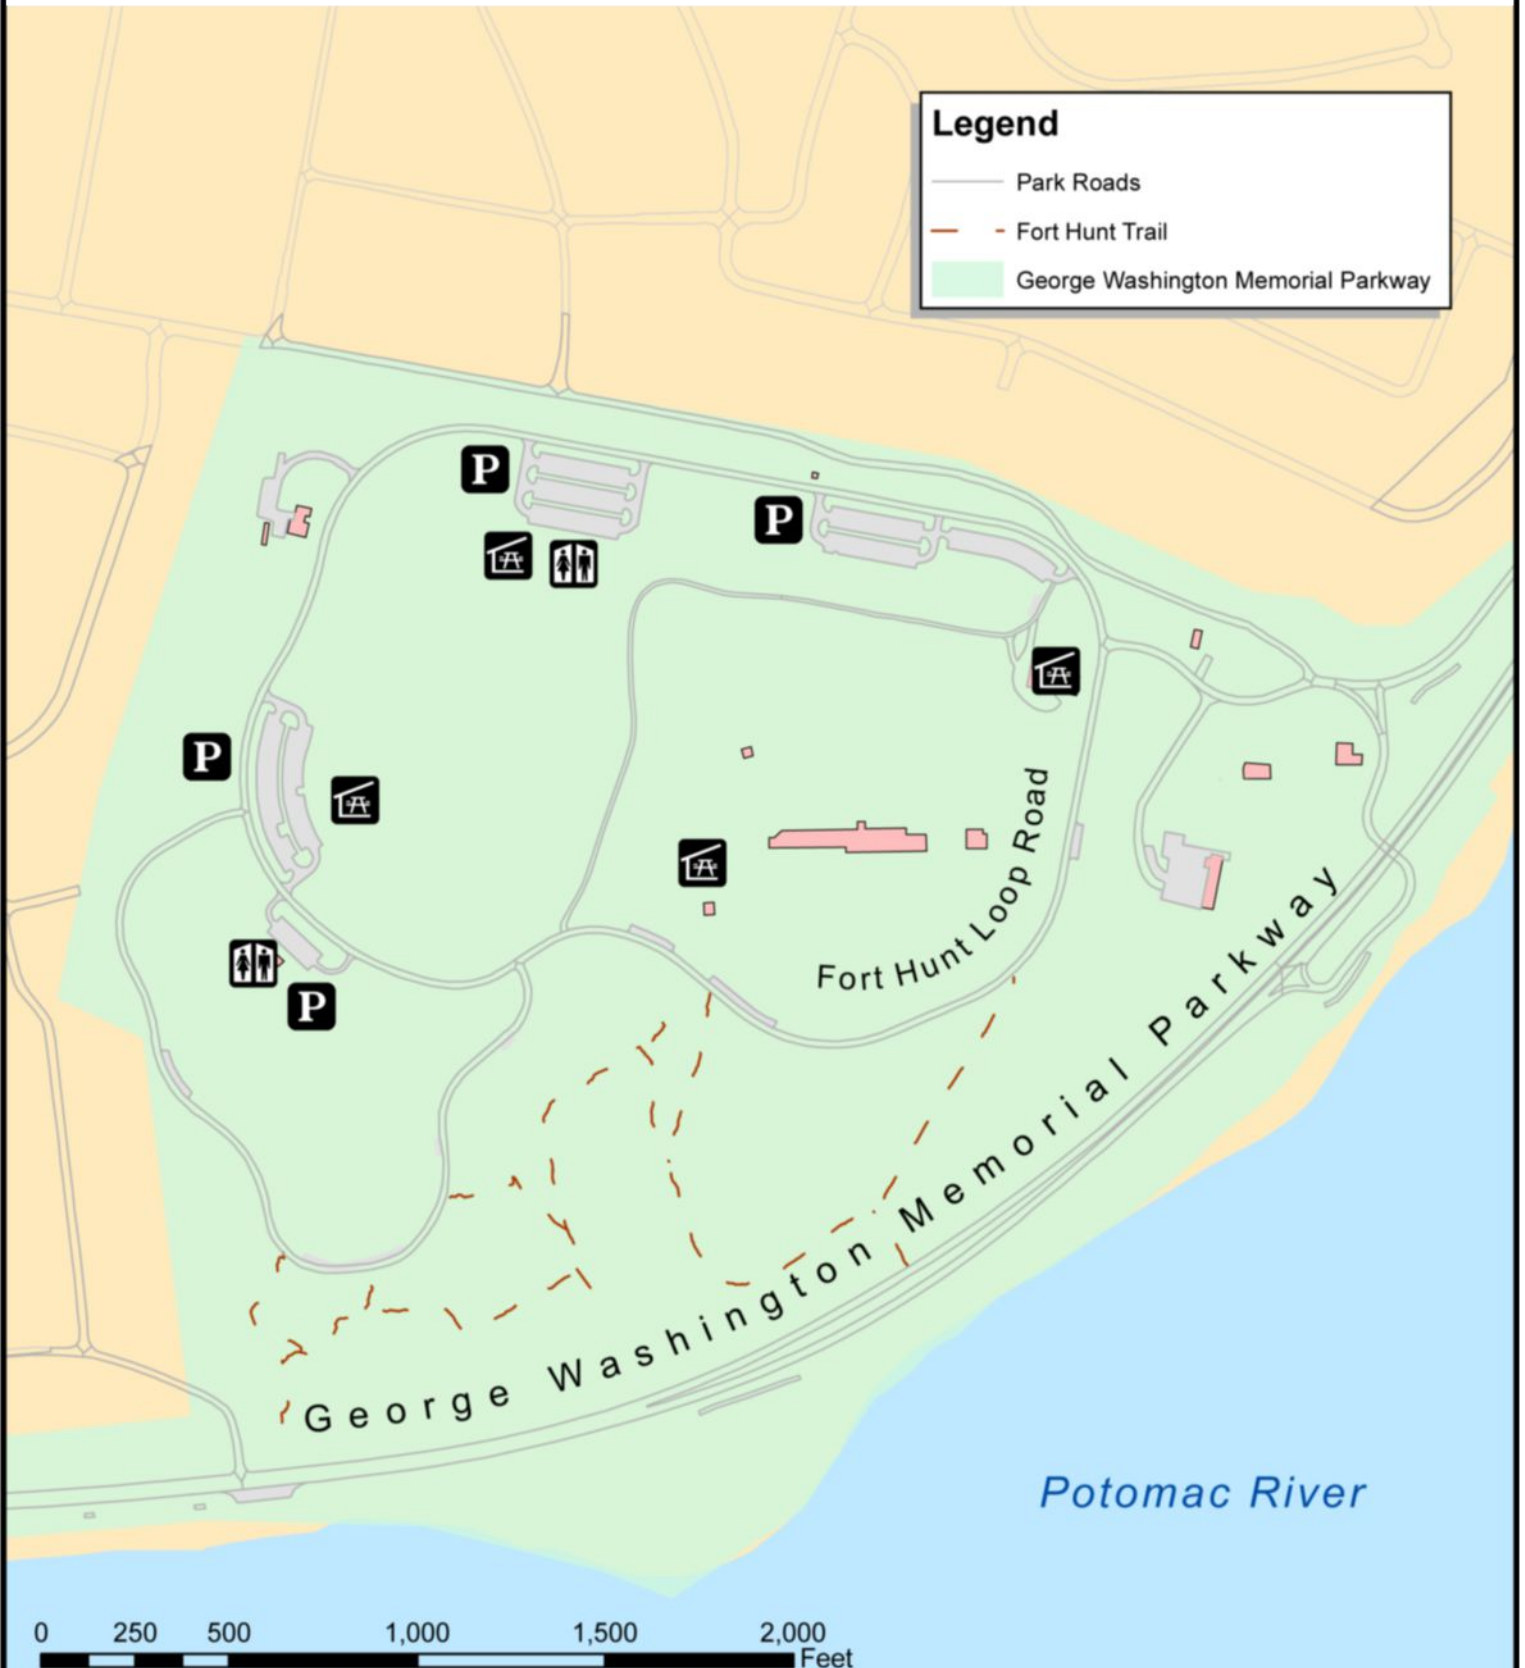 Legend
Park Roads
Fort Hunt Trail
George Washington Memorial Parkway
P
P
P
P
Fort Hunt Loop Road
George Washington Memorial Parkway
Potomac River
0 250 500 1,000 1,500 2,000
Feet